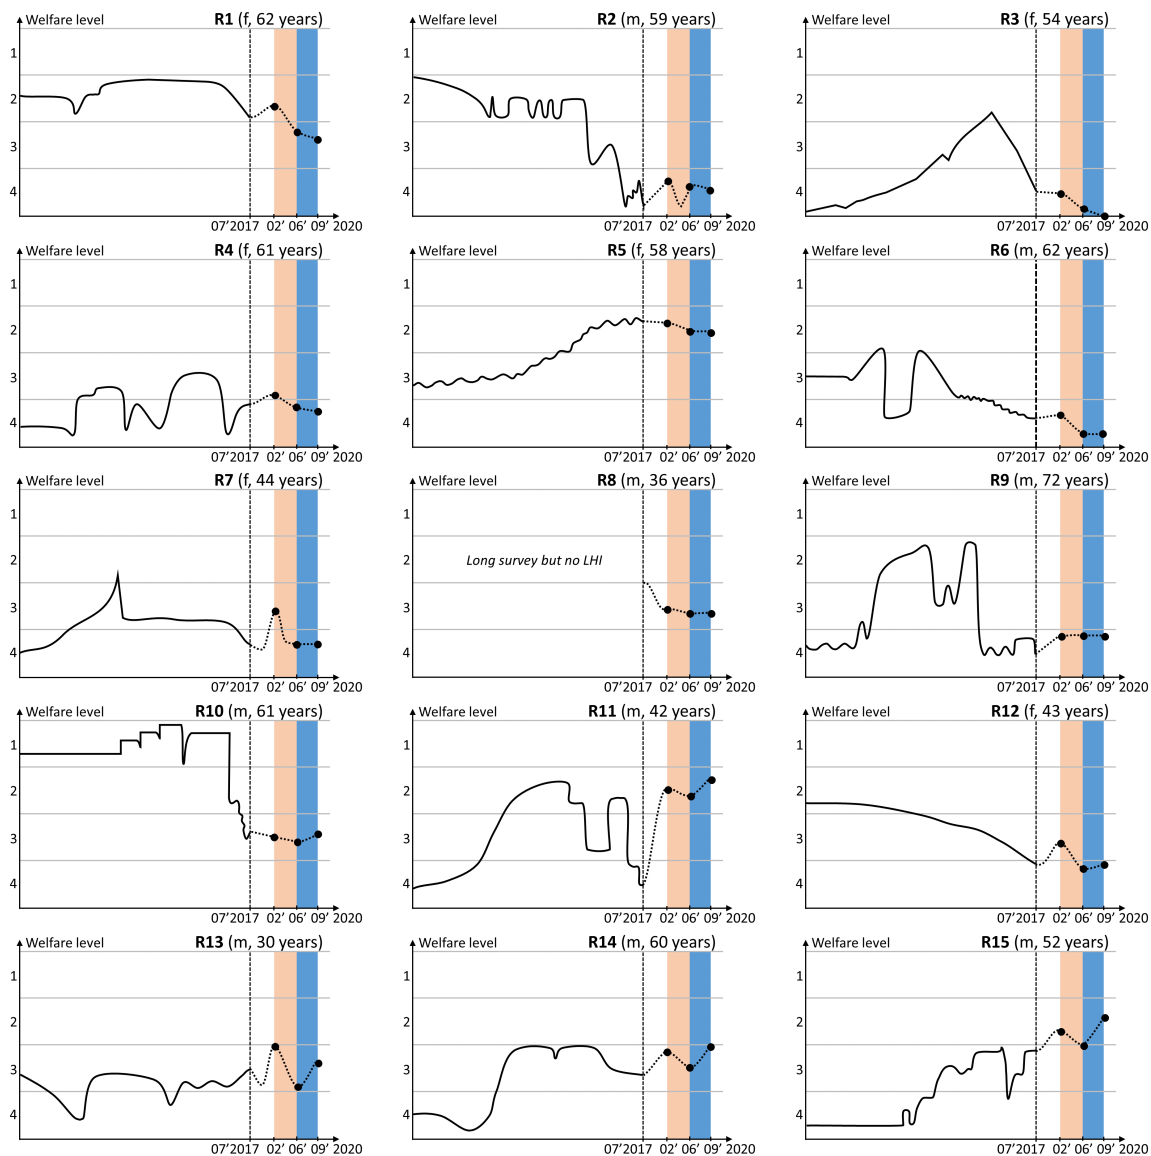 Welfare level R1 (f, 62 years) Welfare level R2 (m, 59 years) Welfare level R3 (f, 54 years)
1 1 1
2 2 2
3 3 3
4 4 4
07’2017 02’ 06’ 09’ 2020 07’2017 02’ 06’ 09’ 2020 07’2017 02’ 06’ 09’ 2020
Welfare level R4 (f, 61 years) Welfare level R5 (f, 58 years) Welfare level R6 (m, 62 years)
1 1 1
2 2 2
3 3 3
4 4 4
07’2017 02’ 06’ 09’ 2020 07’2017 02’ 06’ 09’ 2020 07’2017 02’ 06’ 09’ 2020
Welfare level R7 (f, 44 years) Welfare level R8 (m, 36 years) Welfare level R9 (m, 72 years)
1 1 1
2 2 Long survey but no LHI 2
3 3 3
4 4 4
07’2017 02’ 06’ 09’ 2020 07’2017 02’ 06’ 09’ 2020 07’2017 02’ 06’ 09’ 2020
Welfare level R10 (m, 61 years) Welfare level R11 (m, 42 years) Welfare level R12 (f, 43 years)
1 1 1
2 2 2
3 3 3
4 4 4
07’2017 02’ 06’ 09’ 2020 07’2017 02’ 06’ 09’ 2020 07’2017 02’ 06’ 09’ 2020
Welfare level R13 (m, 30 years) Welfare level R14 (m, 60 years) Welfare level R15 (m, 52 years)
1 1 1
2 2 2
3 3 3
4 4 4
07’2017 02’ 06’ 09’ 2020 07’2017 02’ 06’ 09’ 2020 07’2017 02’ 06’ 09’ 2020